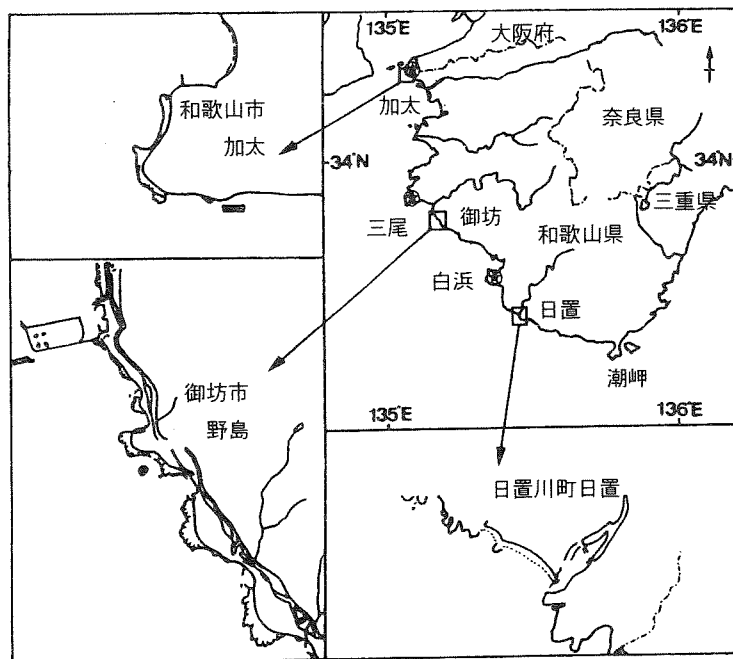 和歌山市
加太
135°E
136°E
大阪府
加太
奈良県
34°N
34°N
三重県
三尾
御坊
和歌山県
白浜
日置
潮岬
135°E
136°E
御坊市
野島
日置川町日置